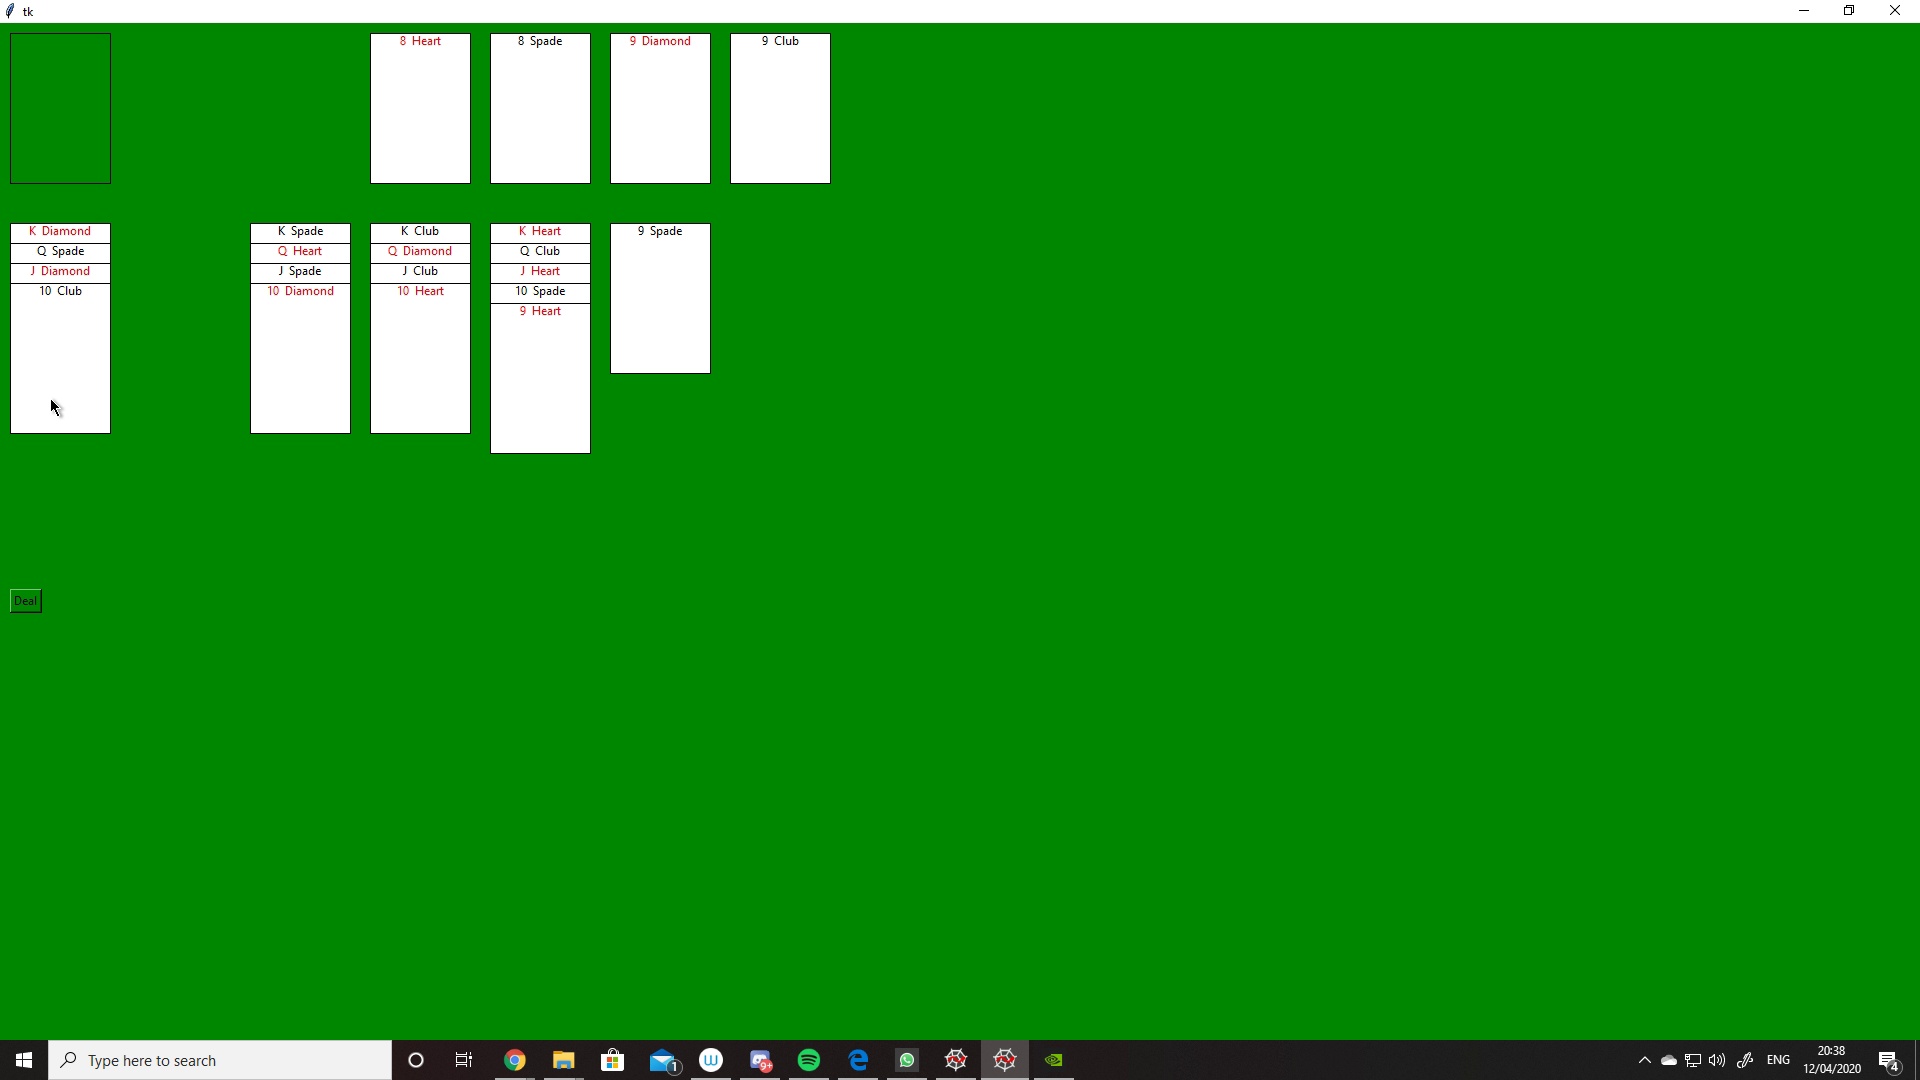 tk
8 Heart
8 Spade
9 Diamond
9 Club
K Diamond
Q Spade
J Diamond
10 Club
K Spade
Q Heart
J Spade
10 Diamond
K Club
Q Diamond
J Club
10 Heart
K Heart
Q Club
J Heart
10 Spade
9 Heart
9 Spade
Deal
Type here to search
1
W
9+
ENG
20:38
12/04/2020
4